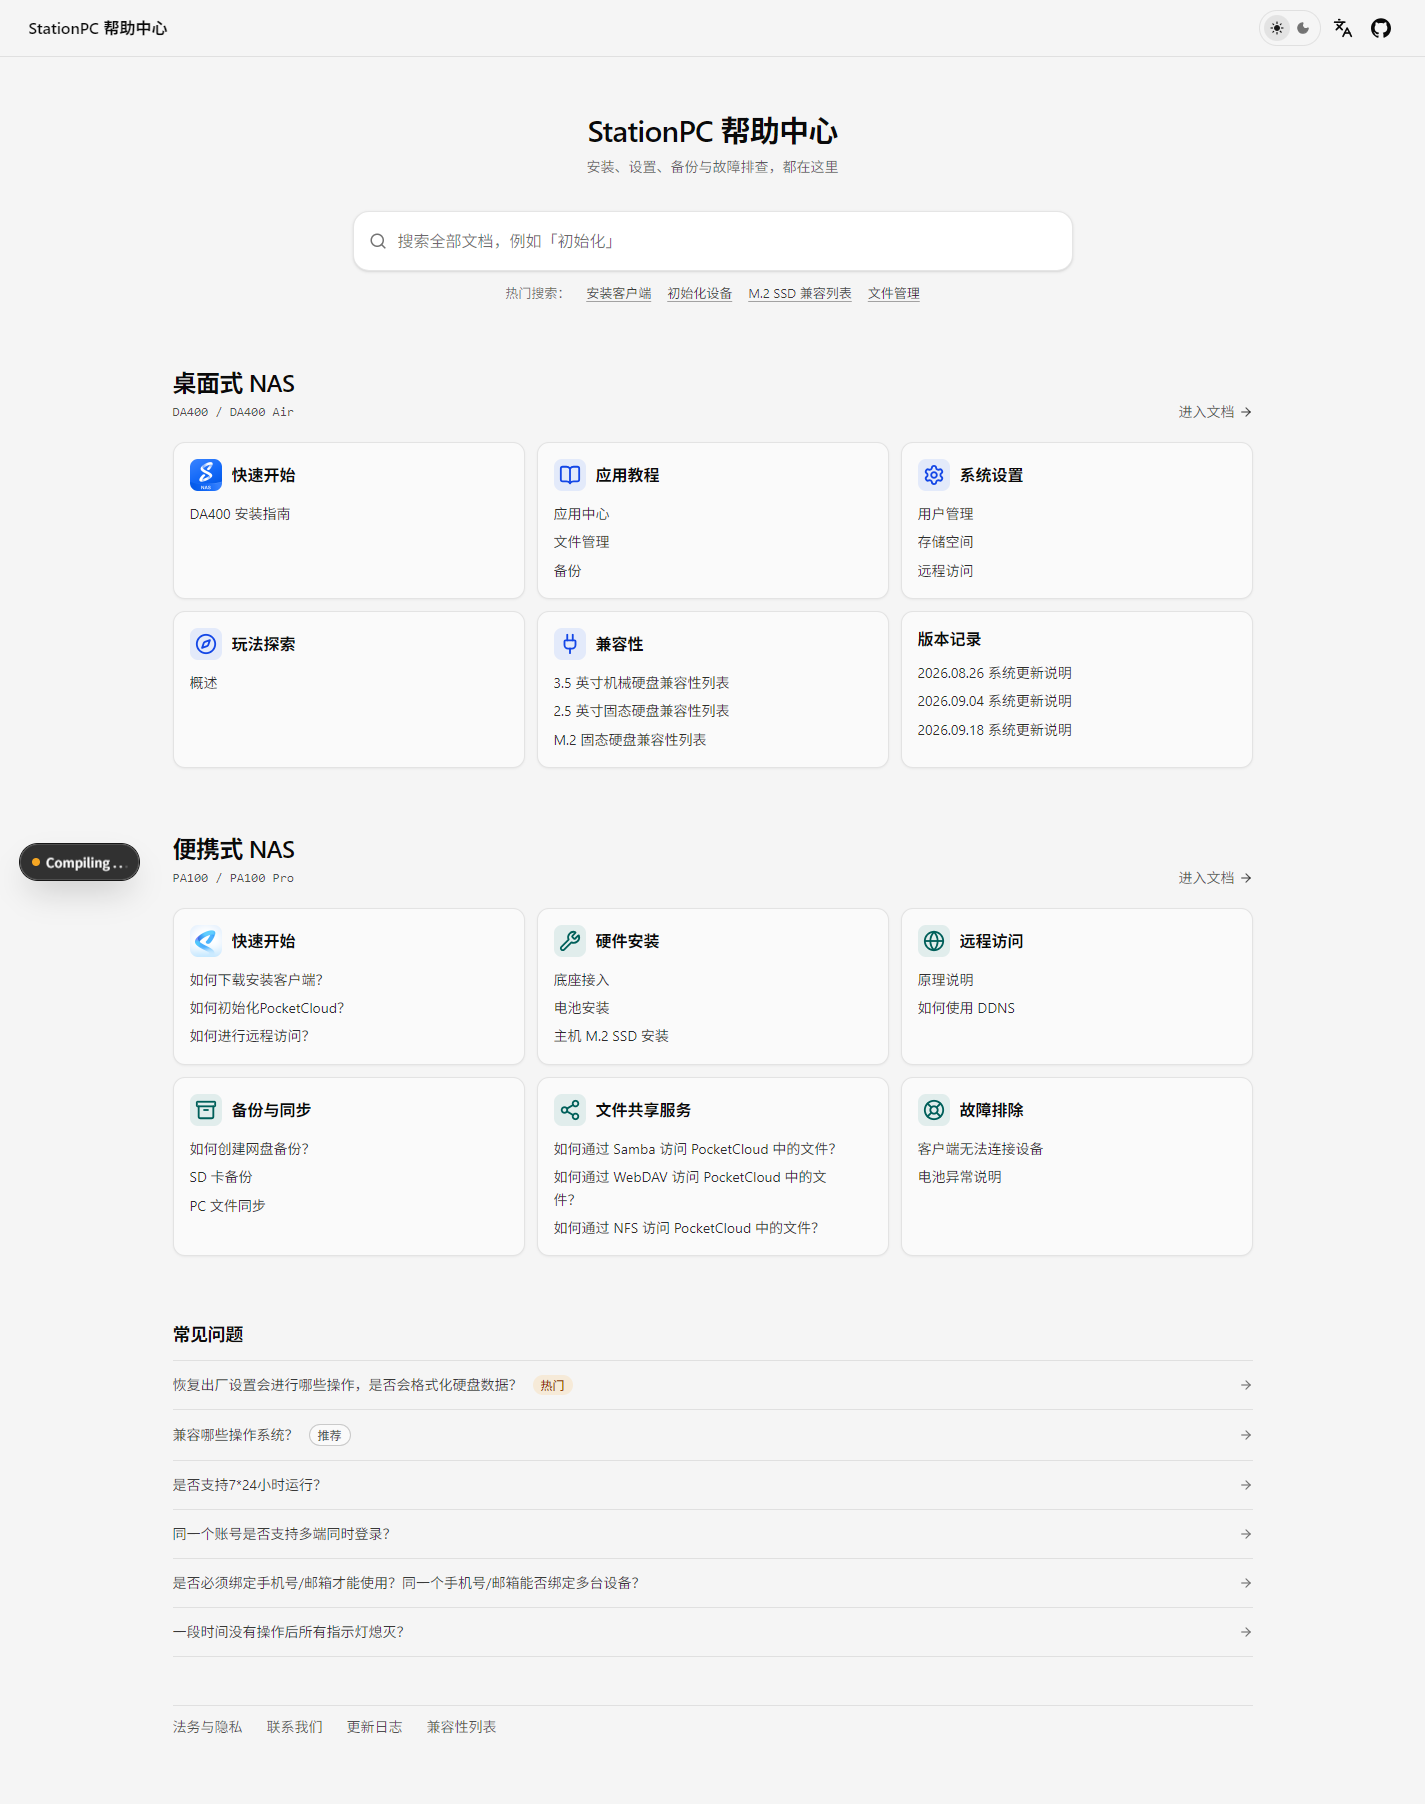 StationPC 帮助中心
StationPC 帮助中心
安装、设置、备份与故障排查，都在这里
搜索全部文档，例如「初始化」
热门搜索： 安装客户端 初始化设备 M.2 SSD 兼容列表 文件管理
桌面式 NAS
DA400 / DA400 Air
进入文档
快速开始
DA400 安装指南
应用教程
应用中心
文件管理
备份
系统设置
用户管理
存储空间
远程访问
玩法探索
概述
兼容性
3.5 英寸机械硬盘兼容性列表
2.5 英寸固态硬盘兼容性列表
M.2 固态硬盘兼容性列表
版本记录
2026.08.26 系统更新说明
2026.09.04 系统更新说明
2026.09.18 系统更新说明
Compiling...
便携式 NAS
PA100 / PA100 Pro
进入文档
快速开始
如何下载安装客户端？
如何初始化PocketCloud？
如何进行远程访问？
硬件安装
底座接入
电池安装
主机 M.2 SSD 安装
远程访问
原理说明
如何使用 DDNS
备份与同步
如何创建网盘备份？
SD 卡备份
PC 文件同步
文件共享服务
如何通过 Samba 访问 PocketCloud 中的文件？
如何通过 WebDAV 访问 PocketCloud 中的文
件？
如何通过 NFS 访问 PocketCloud 中的文件？
故障排除
客户端无法连接设备
电池异常说明
常见问题
恢复出厂设置会进行哪些操作，是否会格式化硬盘数据？ 热门
兼容哪些操作系统？ 推荐
是否支持7*24小时运行？
同一个账号是否支持多端同时登录？
是否必须绑定手机号/邮箱才能使用？同一个手机号/邮箱能否绑定多台设备？
一段时间没有操作后所有指示灯熄灭？
法务与隐私 联系我们 更新日志 兼容性列表